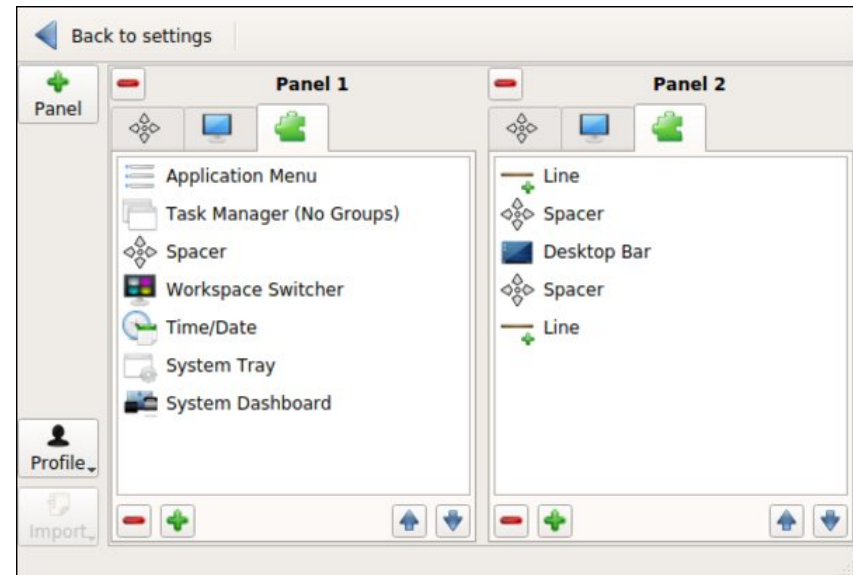 Back to settings
Panel
Panel 1
Application Menu
Task Manager (No Groups)
Spacer
Workspace Switcher
Time/Date
System Tray
System Dashboard
Panel 2
Line
Spacer
Desktop Bar
Spacer
Line
Profile
Import